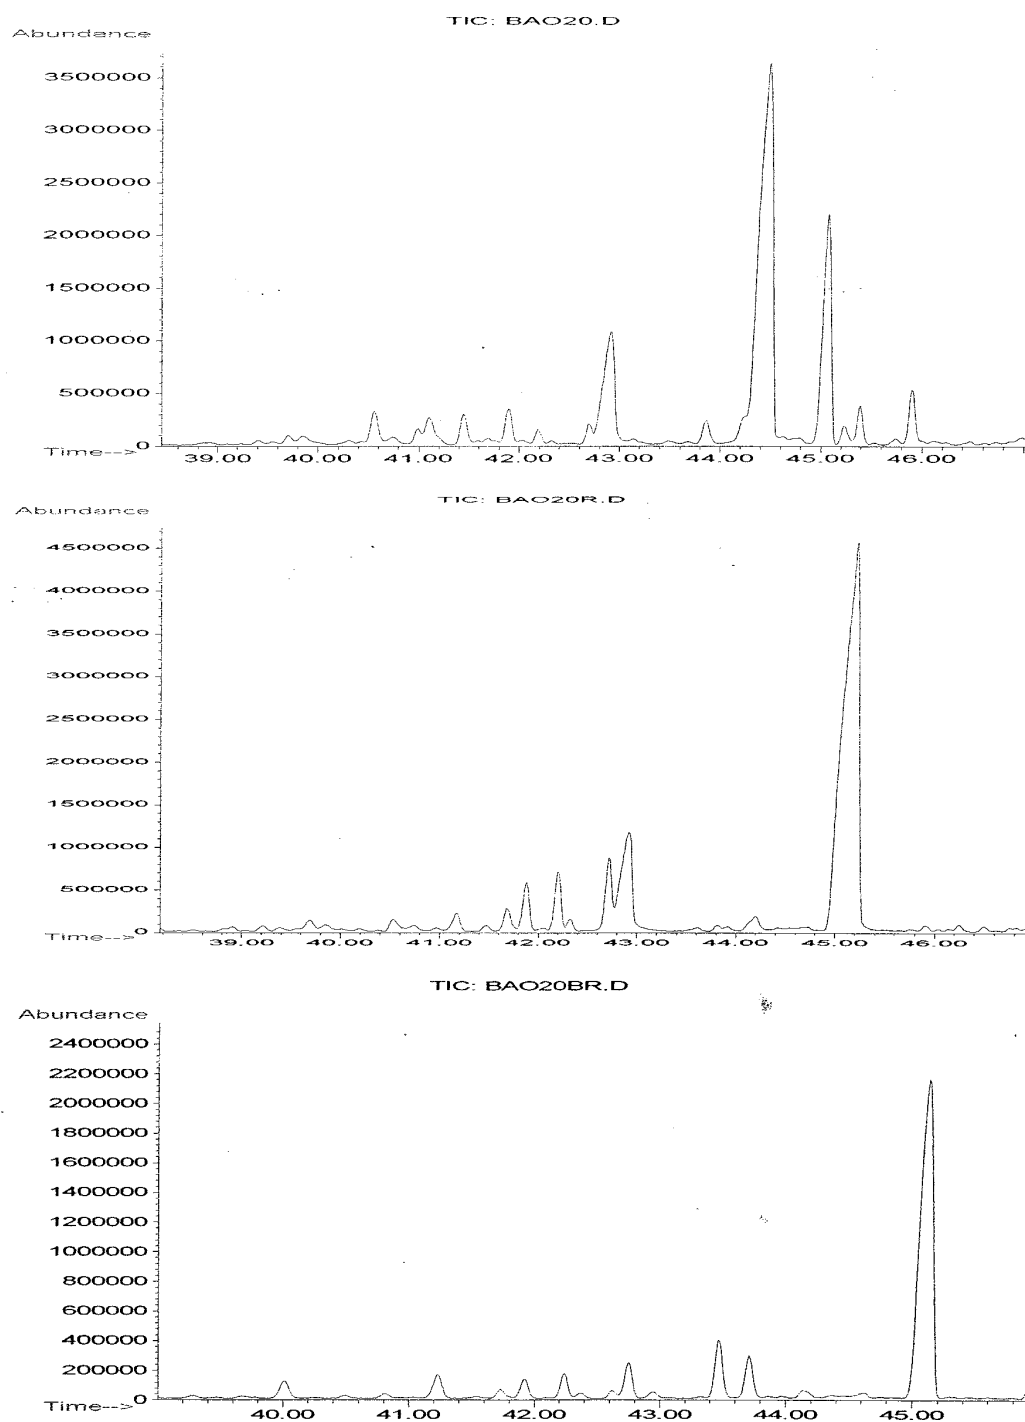 TIC: BAO20.D
Abundance
3500000
3000000
2500000
2000000
1500000
1000000
500000
0
Time-->
39.00 40.00 41.00 42.00 43.00 44.00 45.00 46.00
TIC: BAO20R.D
Abundance
4500000
4000000
3500000
3000000
2500000
2000000
1500000
1000000
500000
0
Time-->
39.00 40.00 41.00 42.00 43.00 44.00 45.00 46.00
TIC: BAO20BR.D
Abundance
2400000
2200000
2000000
1800000
1600000
1400000
1200000
1000000
800000
600000
400000
200000
0
Time-->
40.00 41.00 42.00 43.00 44.00 45.00